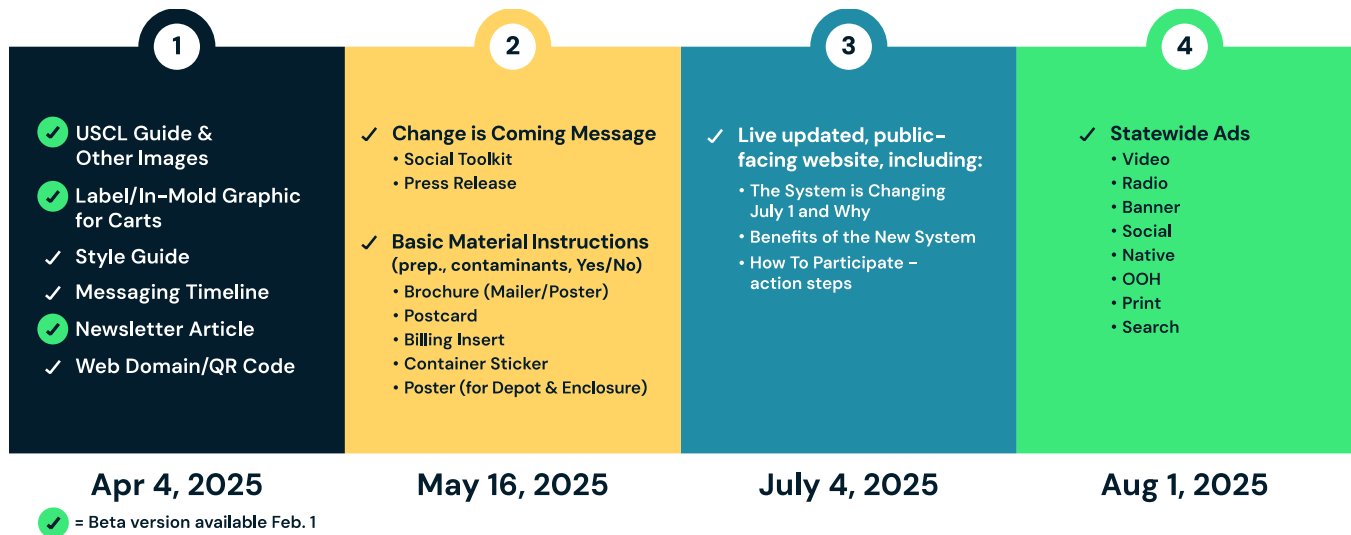 1
USCL Guide &
Other Images
Label/In-Mold Graphic
for Carts
Style Guide
Messaging Timeline
Newsletter Article
Web Domain/QR Code
Apr 4, 2025
= Beta version available Feb. 1
2
Change is Coming Message
• Social Toolkit
• Press Release
Basic Material Instructions
(prep., contaminants, Yes/No)
• Brochure (Mailer/Poster)
• Postcard
• Billing Insert
• Container Sticker
• Poster (for Depot & Enclosure)
May 16, 2025
3
Live updated, public-
facing website, including:
• The System is Changing
July 1 and Why
• Benefits of the New System
• How To Participate –
action steps
July 4, 2025
4
Statewide Ads
• Video
• Radio
• Banner
• Social
• Native
• OOH
• Print
• Search
Aug 1, 2025